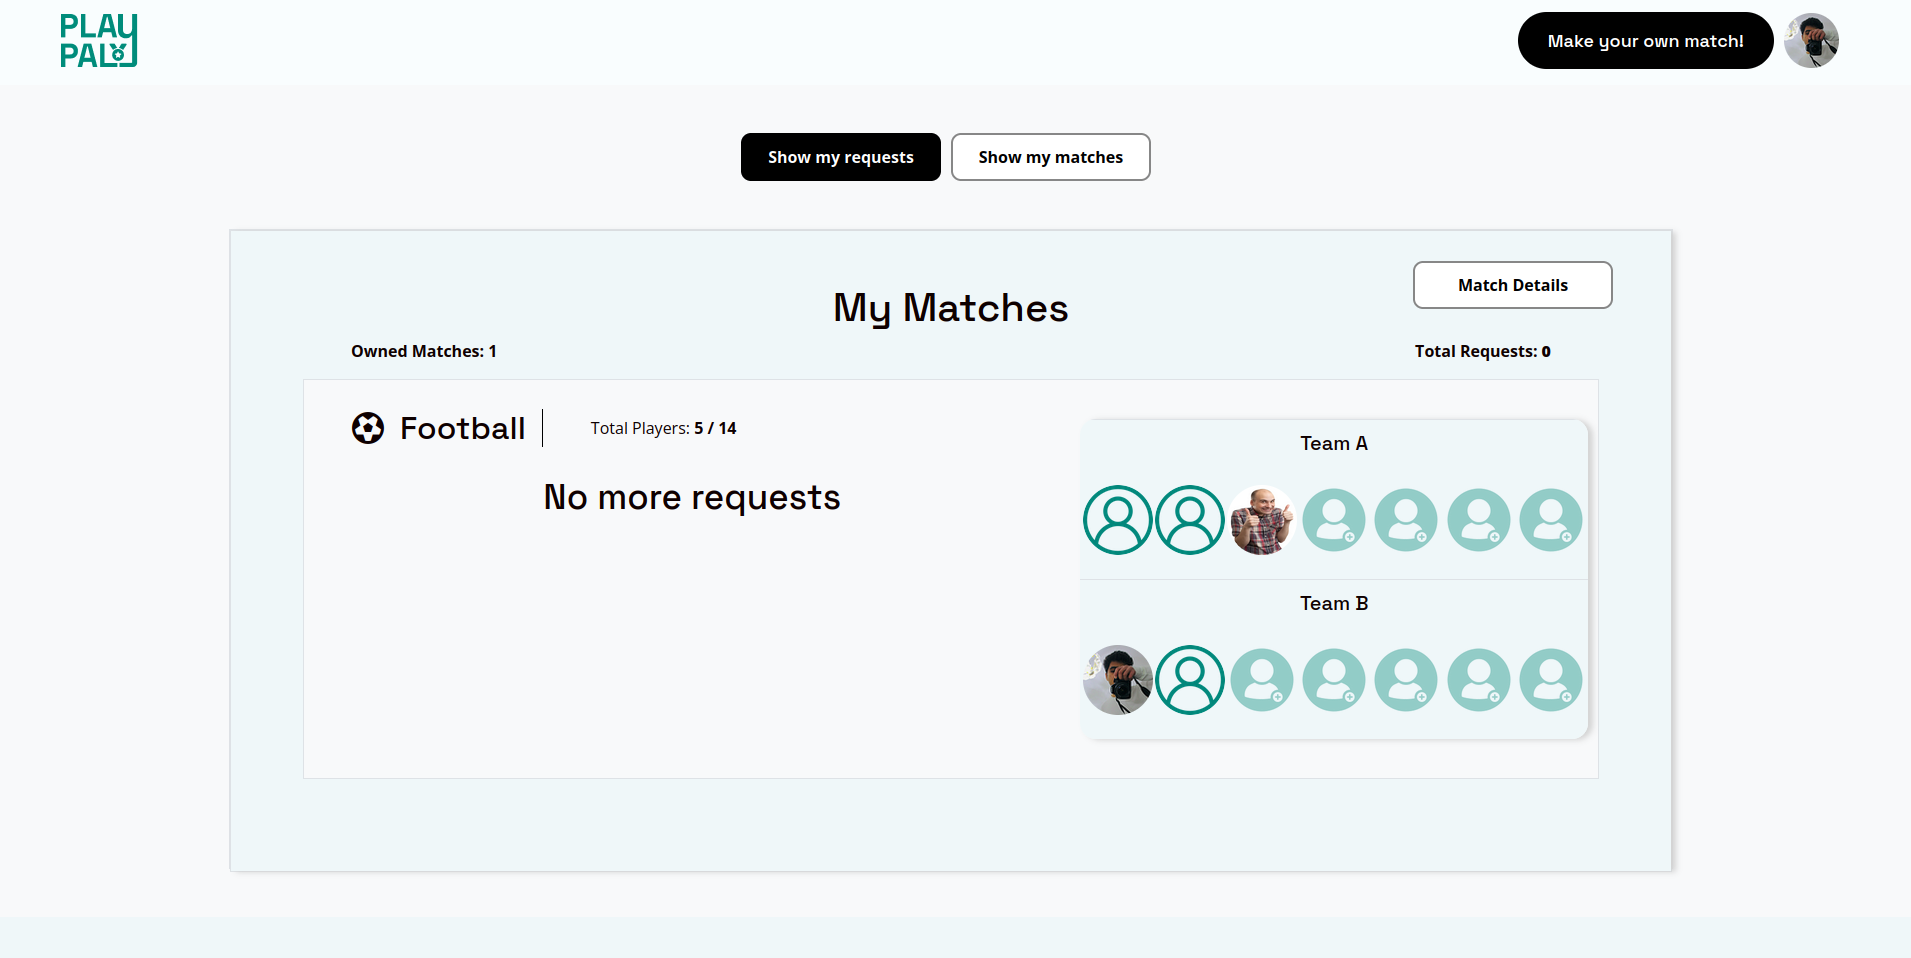 PLAY
PAL
Make your own match!
Show my requests
Show my matches
Match Details
My Matches
Owned Matches: 1
Total Requests: 0
Football
Total Players: 5 / 14
No more requests
Team A
Team B